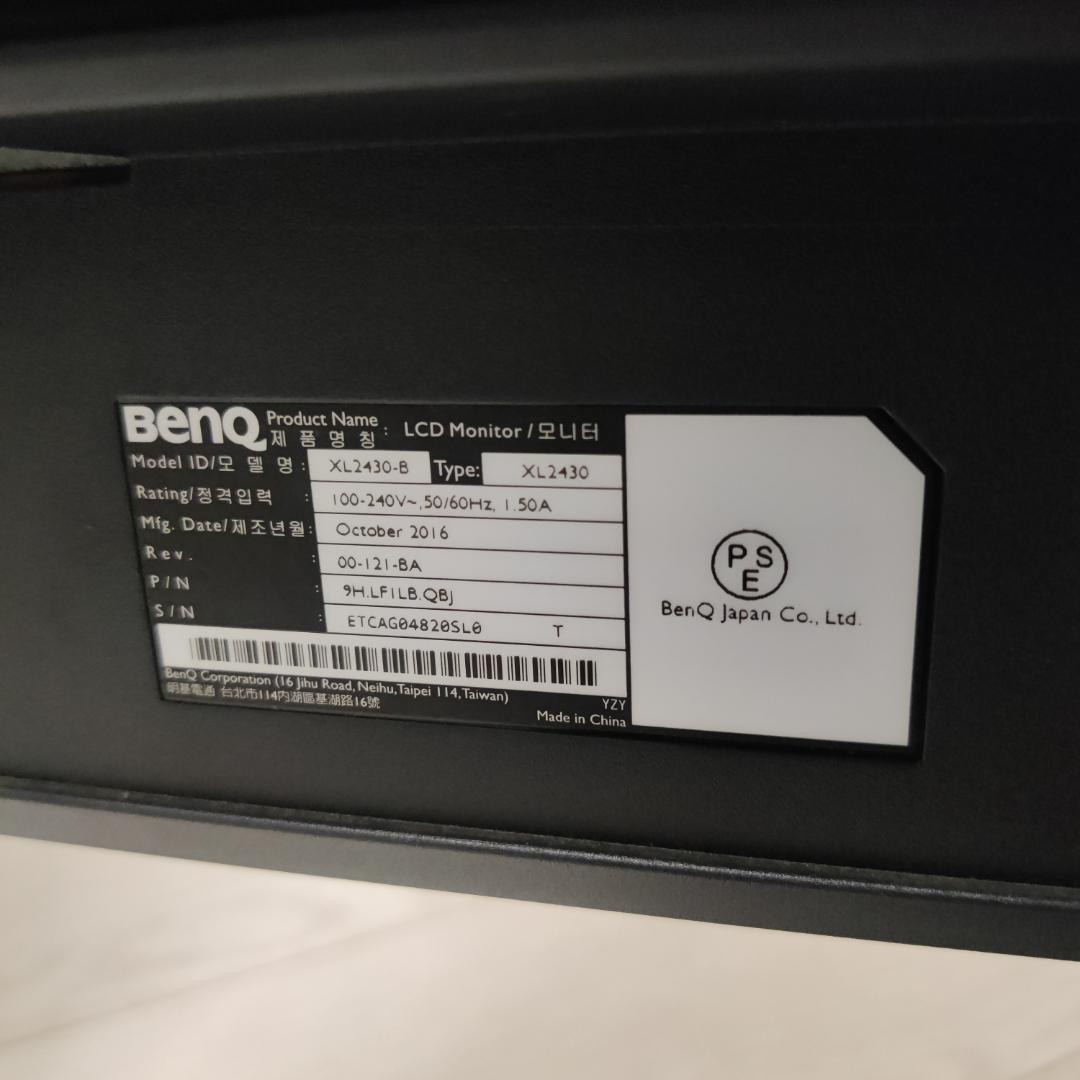 BenQ Product Name
제 품 명 칭 : LCD Monitor / 모니터
Model ID/모 델 명 : XL2430-B Type: XL2430
Rating/정격입력 : 100-240V~, 50/60Hz, 1.50A
Mfg. Date/제조년월: October 2016
Rev. : 00-121-BA
P/N : 9H.LF1LB.QBJ
S/N : ETCAG04820SL0 T
BenQ Corporation (16 Jihu Road, Neihu, Taipei 114, Taiwan)
明基電通 台北市114內湖區基湖路16號
YZY
Made in China
PSE
BenQ Japan Co., Ltd.